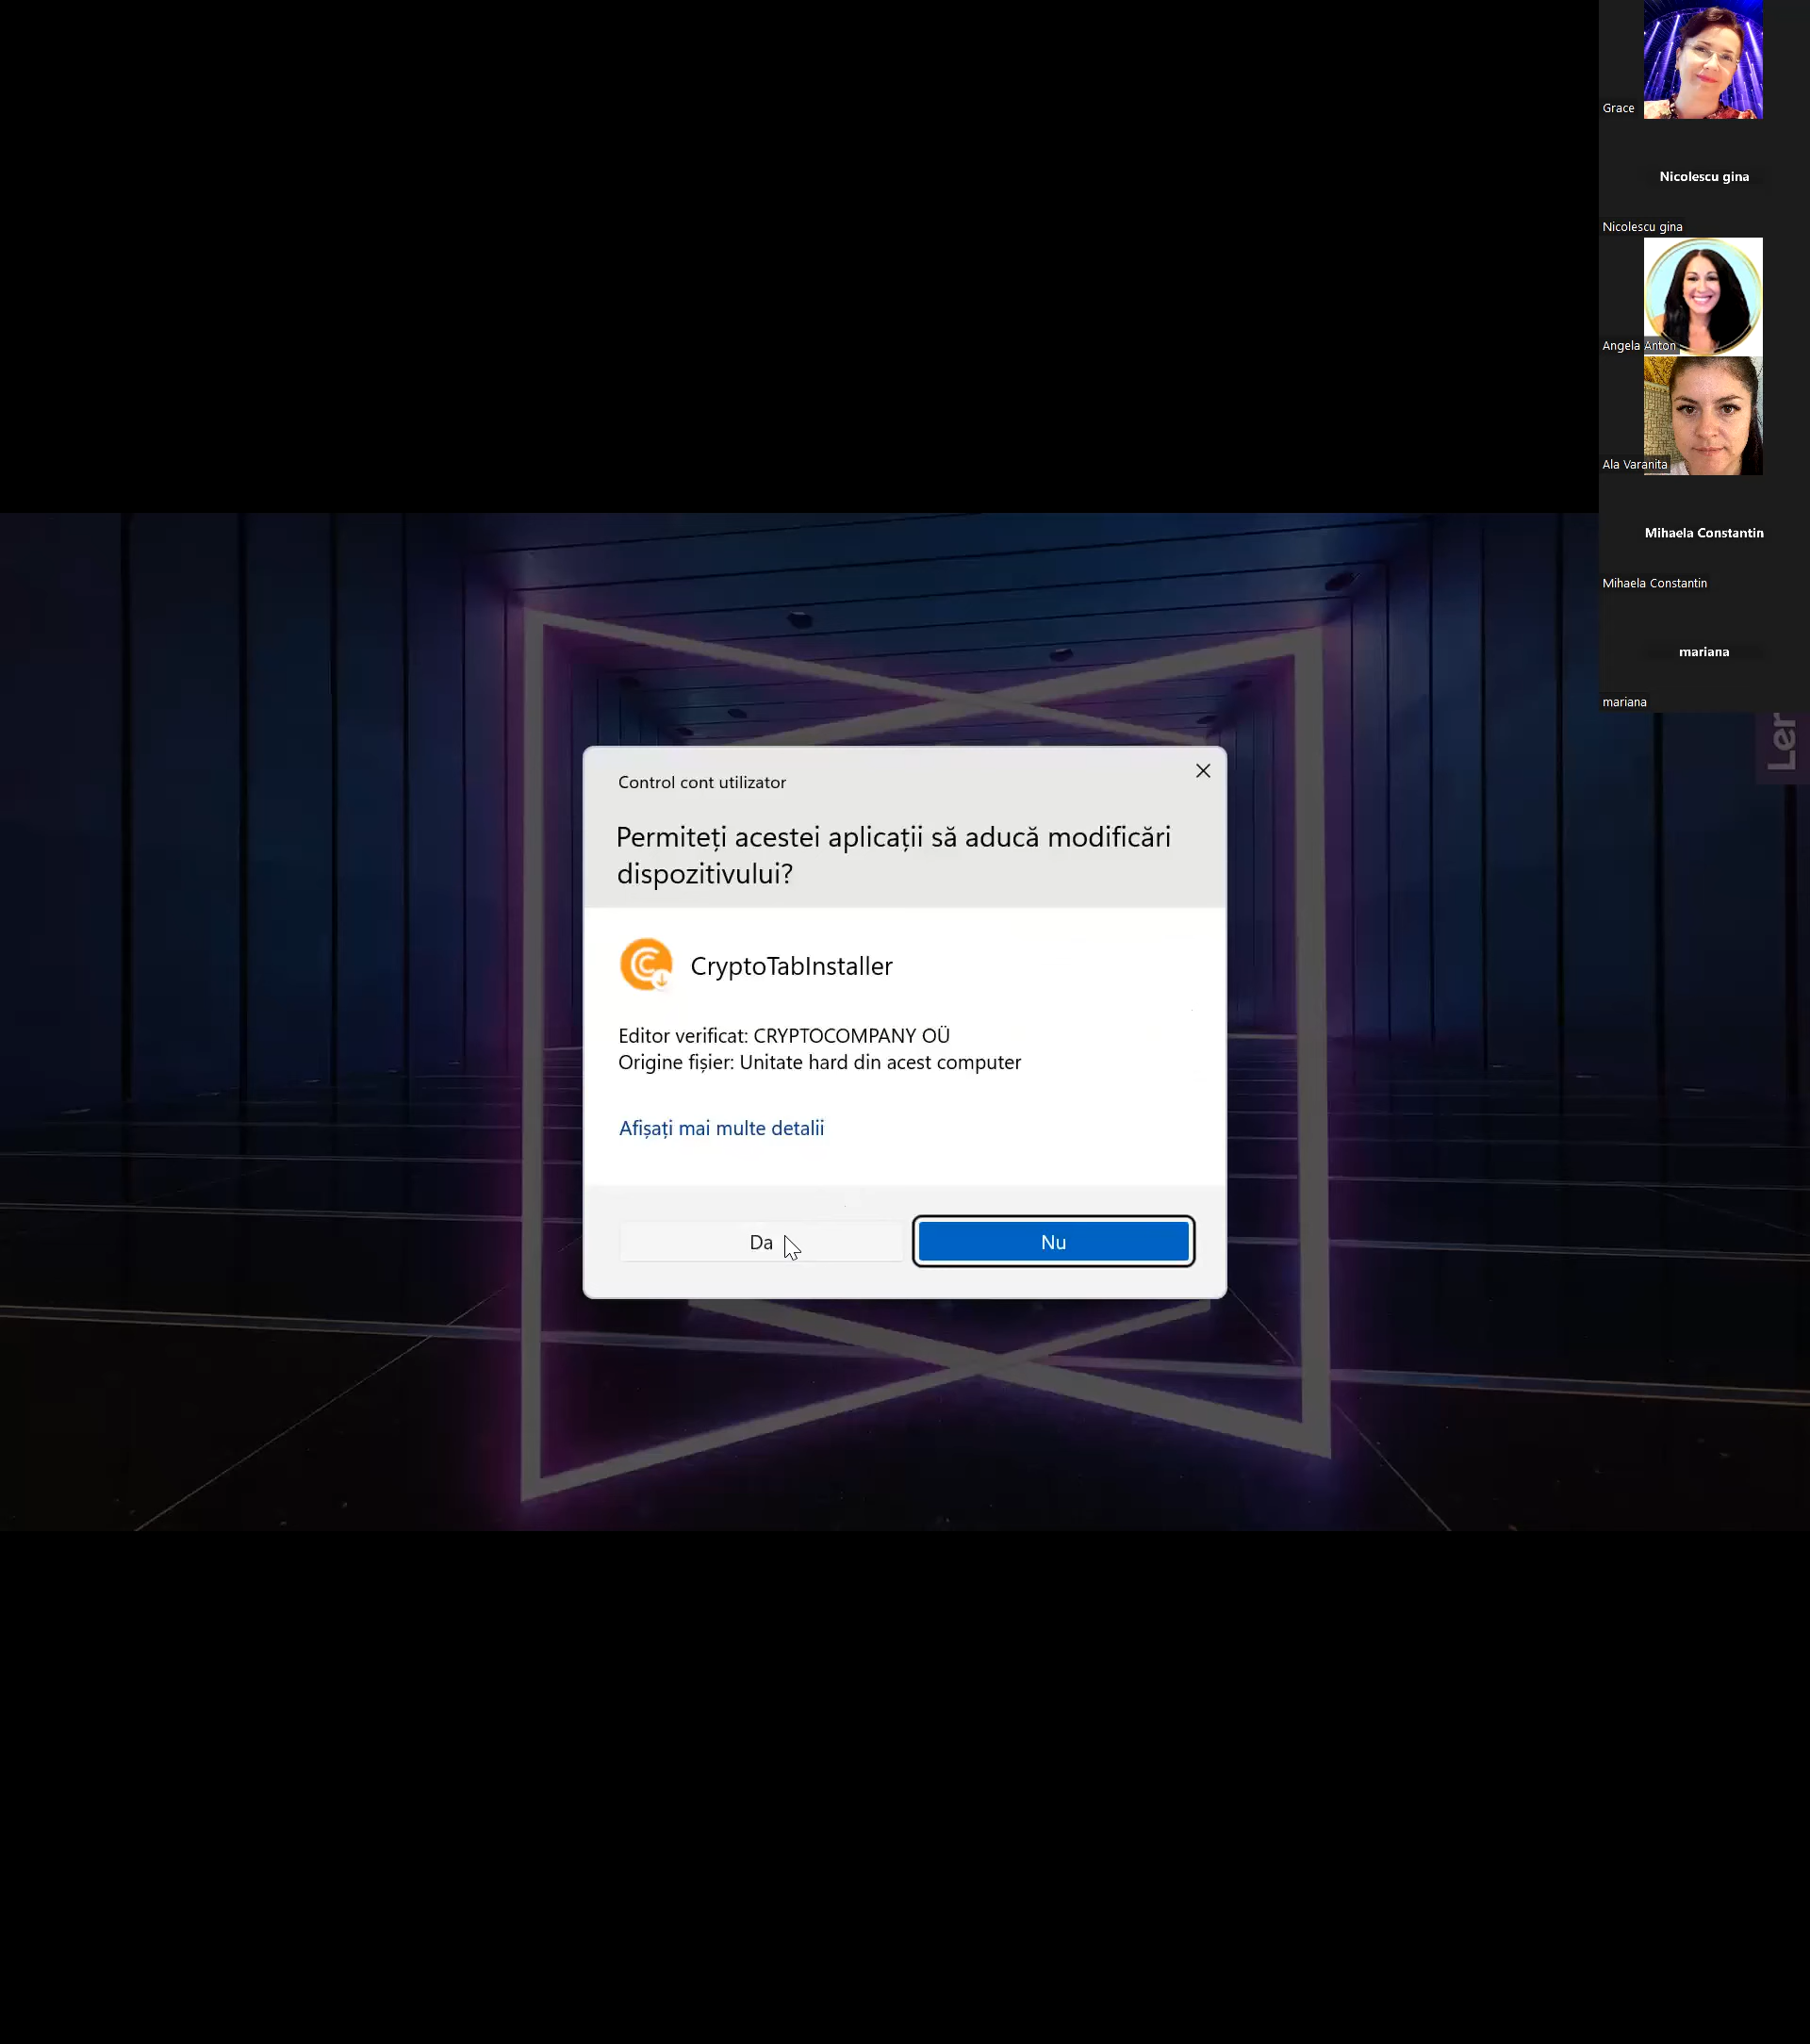 Grace
Nicolescu gina
Nicolescu gina
Angela Anton
Ala Varanita
Mihaela Constantin
Mihaela Constantin
mariana
mariana
Control cont utilizator
Permiteți acestei aplicații să aducă modificări
dispozitivului?
CryptoTabInstaller
Editor verificat: CRYPTOCOMPANY OÜ
Origine fișier: Unitate hard din acest computer
Afișați mai multe detalii
Da
Nu